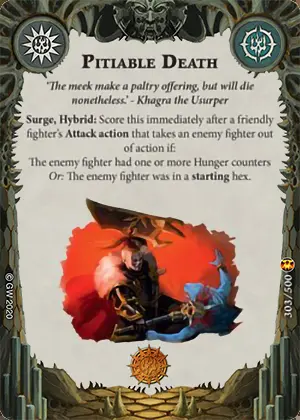 PITIABLE DEATH
'The meek make a paltry offering, but will die
nonetheless.' - Khagra the Usurper
Surge, Hybrid: Score this immediately after a friendly
fighter's Attack action that takes an enemy fighter out
of action if:
The enemy fighter had one or more Hunger counters
Or: The enemy fighter was in a starting hex.
© GW 2020
303/500